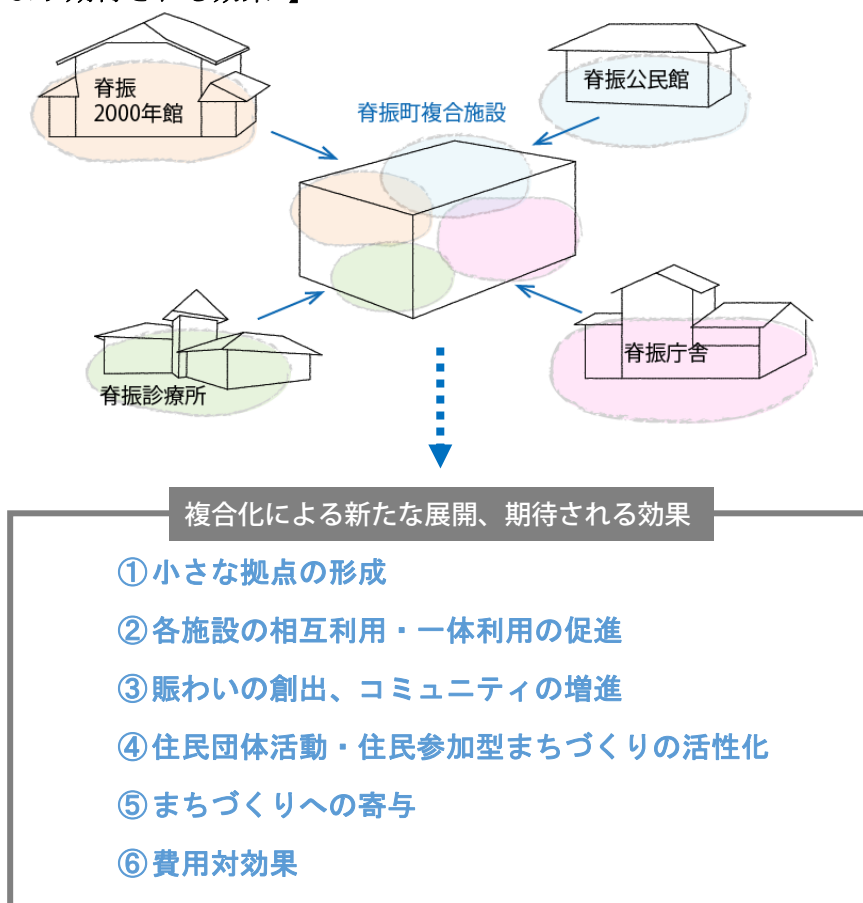 脊振
2000年館
脊振公民館
脊振町複合施設
脊振診療所
脊振庁舎
複合化による新たな展開、期待される効果
①小さな拠点の形成
②各施設の相互利用・一体利用の促進
③賑わいの創出、コミュニティの増進
④住民団体活動・住民参加型まちづくりの活性化
⑤まちづくりへの寄与
⑥費用対効果